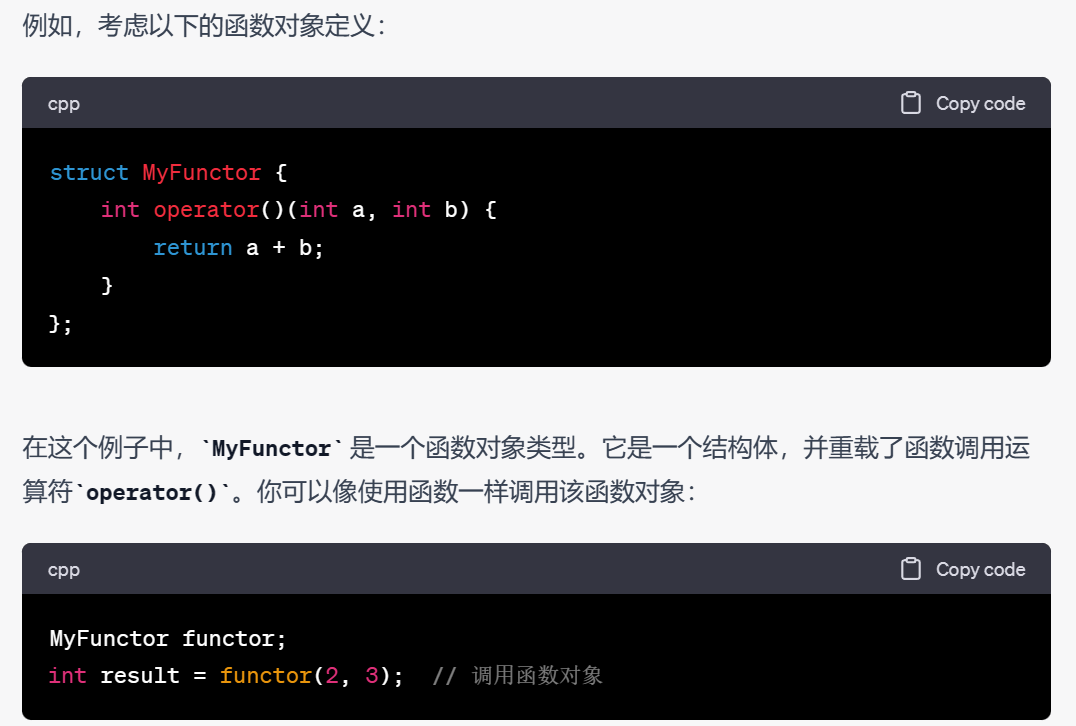 例如，考虑以下的函数对象定义：
cpp Copy code
struct MyFunctor {
    int operator()(int a, int b) {
        return a + b;
    }
};
在这个例子中，`MyFunctor`是一个函数对象类型。它是一个结构体，并重载了函数调用运
算符`operator()`。你可以像使用函数一样调用该函数对象：
cpp Copy code
MyFunctor functor;
int result = functor(2, 3);  // 调用函数对象